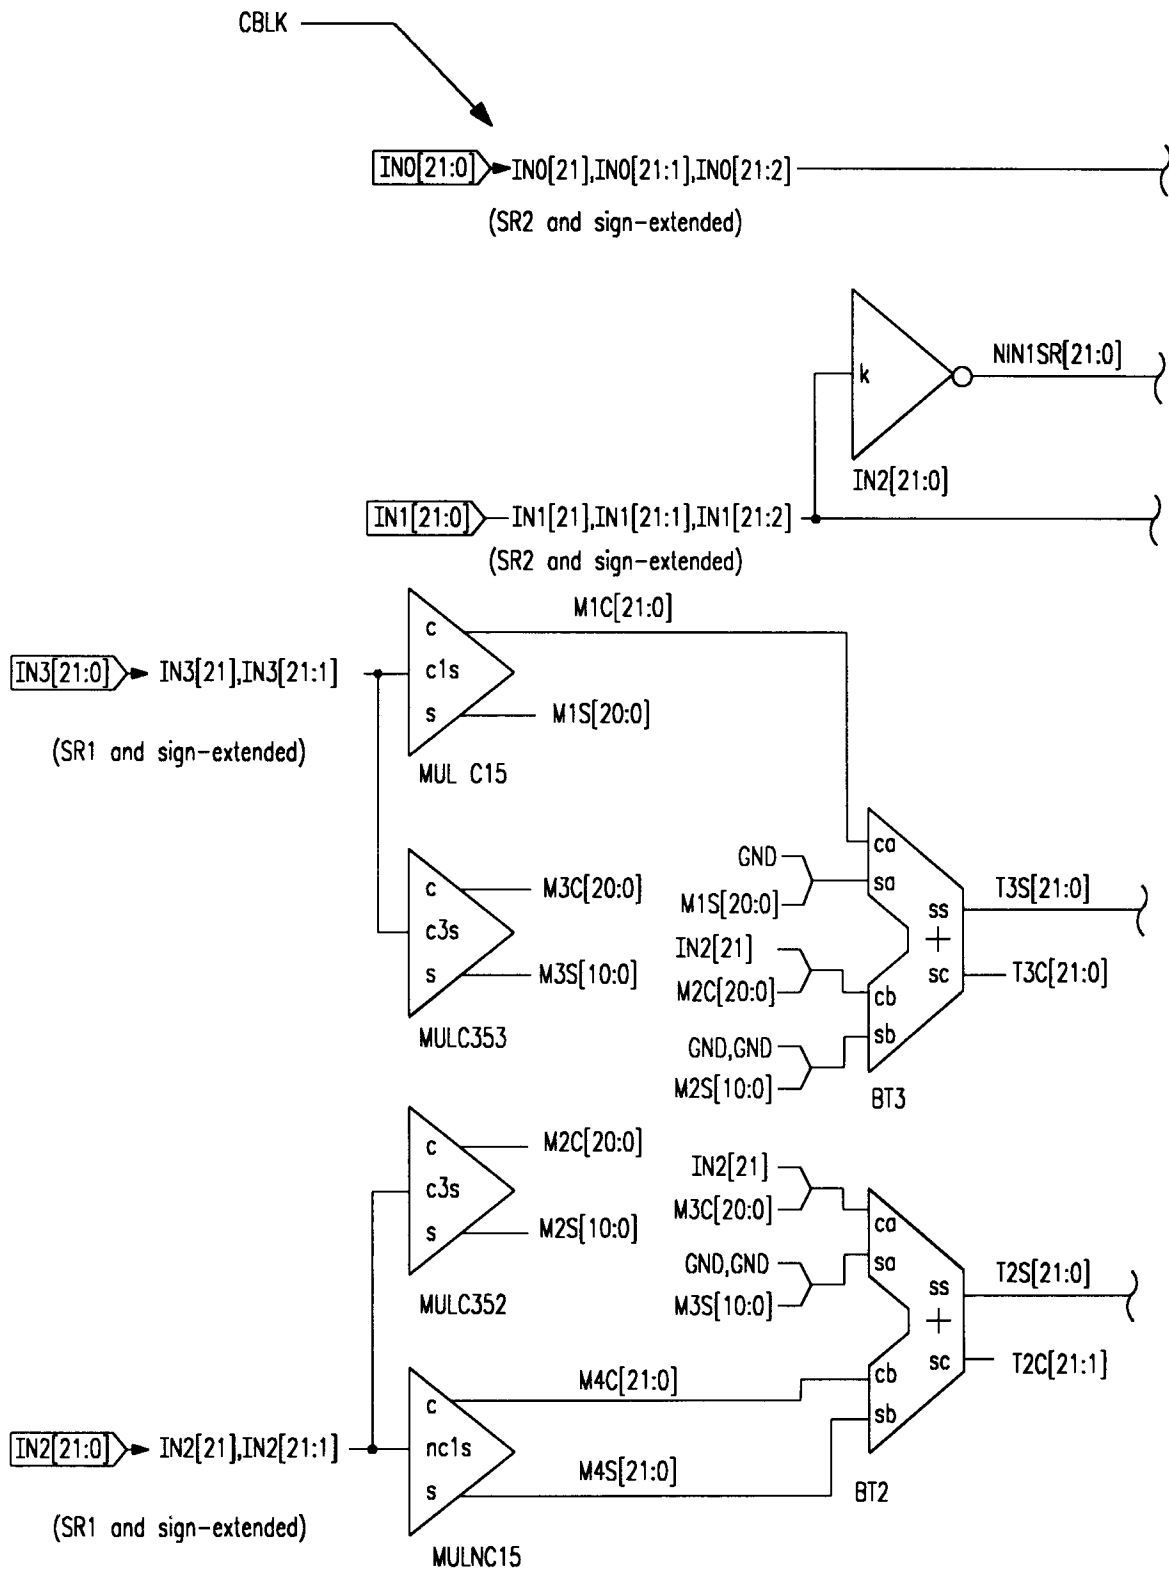 CBLK
IN0[21:0] IN0[21],IN0[21:1],IN0[21:2]
(SR2 and sign-extended)
k
NIN1SR[21:0]
IN2[21:0]
IN1[21:0] IN1[21],IN1[21:1],IN1[21:2]
(SR2 and sign-extended)
M1C[21:0]
c
c1s
s
IN3[21:0] IN3[21],IN3[21:1]
M1S[20:0]
(SR1 and sign-extended)
MUL C15
c
c3s
s
M3C[20:0]
M3S[10:0]
MULC353
GND
M1S[20:0]
IN2[21]
M2C[20:0]
GND,GND
M2S[10:0]
ca
sa
cb
sb
ss
+
sc
T3S[21:0]
T3C[21:0]
BT3
c
c3s
s
M2C[20:0]
M2S[10:0]
MULC352
IN2[21]
M3C[20:0]
GND,GND
M3S[10:0]
ca
sa
cb
sb
ss
+
sc
T2S[21:0]
T2C[21:1]
BT2
M4C[21:0]
c
nc1s
s
IN2[21:0] IN2[21],IN2[21:1]
M4S[21:0]
(SR1 and sign-extended)
MULNC15